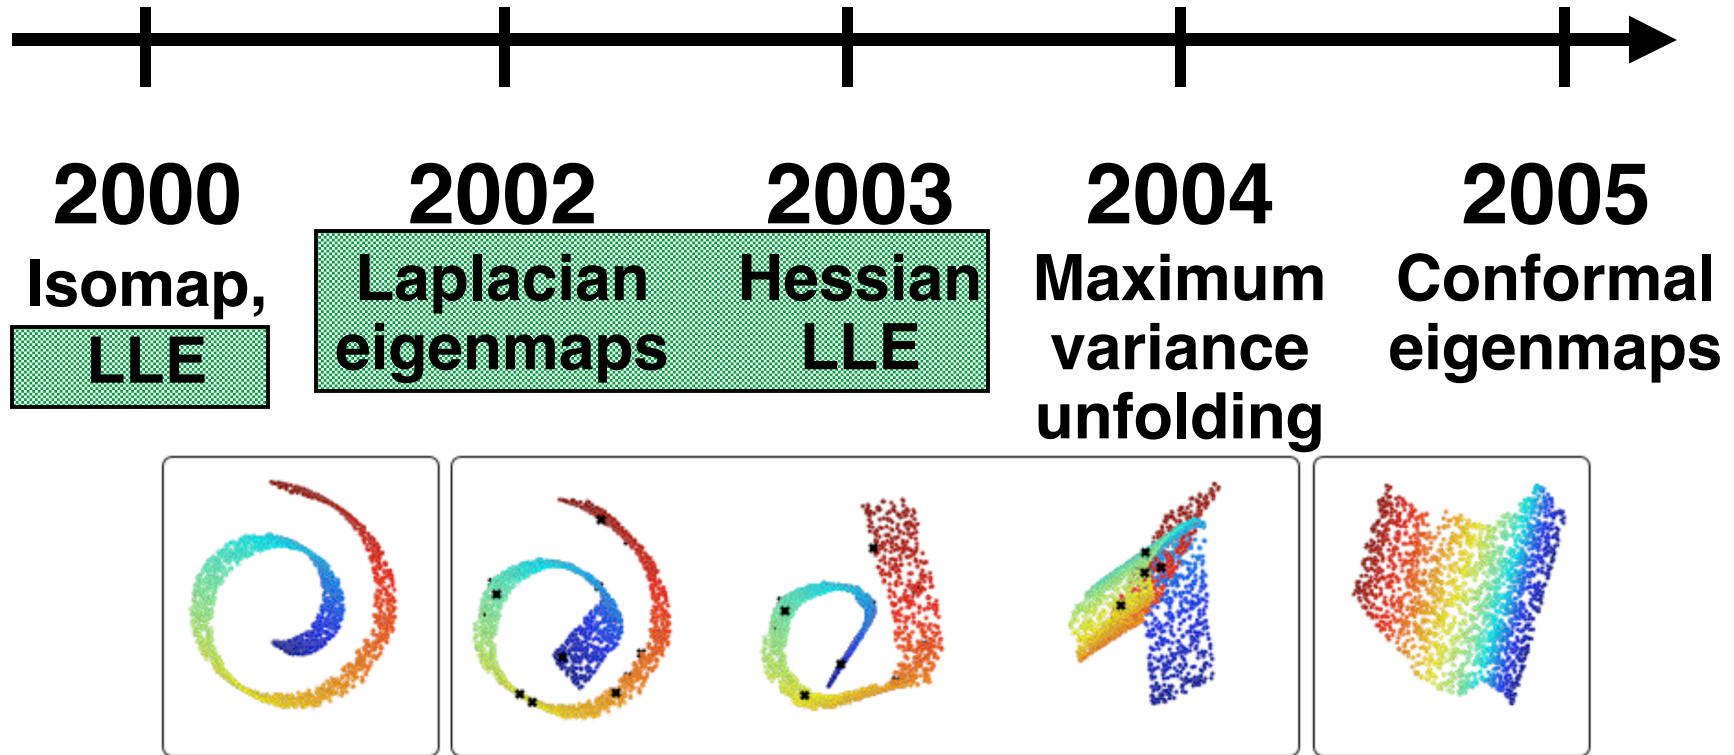 2000 2002 2003 2004 2005
Isomap, Laplacian Hessian Maximum Conformal
LLE eigenmaps LLE variance eigenmaps
unfolding